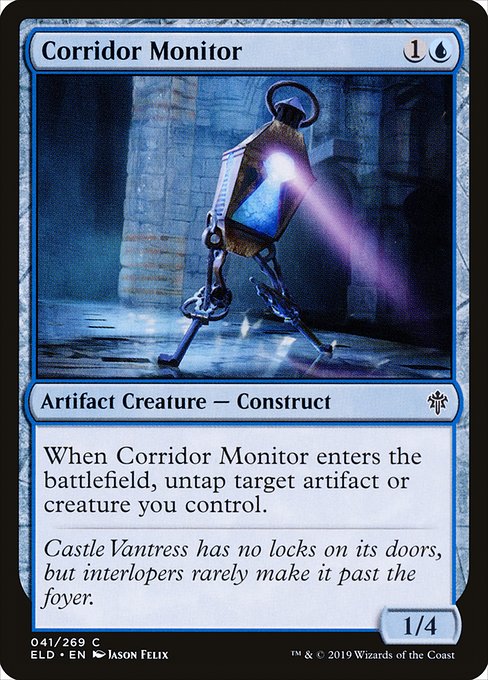 Corridor Monitor 1
Artifact Creature — Construct
When Corridor Monitor enters the
battlefield, untap target artifact or
creature you control.
Castle Vantress has no locks on its doors,
but interlopers rarely make it past the
foyer.
1/4
041/269 C
ELD • EN Jason Felix
™ & © 2019 Wizards of the Coast